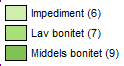 Impediment (6)
Lav bonitet (7)
Middels bonitet (9)